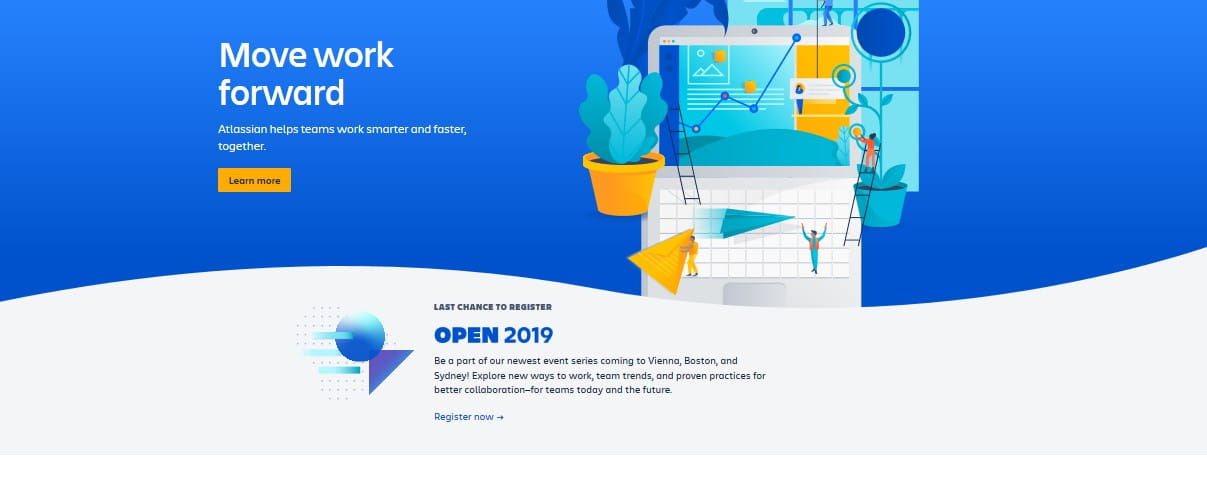 Move work
forward
Atlassian helps teams work smarter and faster,
together.
Learn more
LAST CHANCE TO REGISTER
OPEN 2019
Be a part of our newest event series coming to Vienna, Boston, and
Sydney! Explore new ways to work, team trends, and proven practices for
better collaboration–for teams today and the future.
Register now →